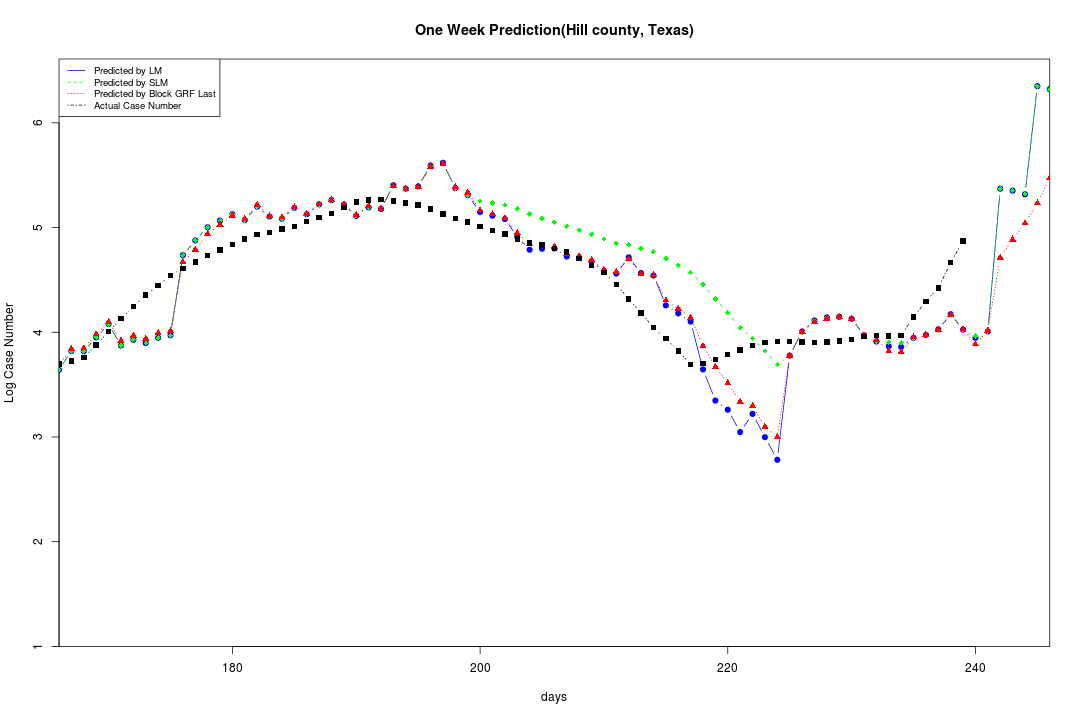 One Week Prediction(Hill county, Texas)
Predicted by LM
Predicted by SLM
Predicted by Block GRF Last
Actual Case Number
6
5
4
3
2
1
Log Case Number
180 200 220 240
days